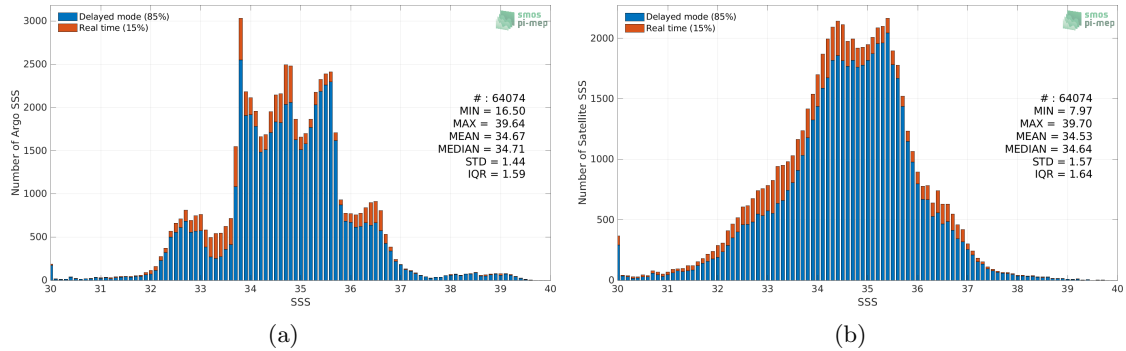 Delayed mode (85%)
Real time (15%)
smos
pi-mep
Number of Argo SSS
3000
2500
2000
1500
1000
500
0
# : 64074
MIN = 16.50
MAX = 39.64
MEAN = 34.67
MEDIAN = 34.71
STD = 1.44
IQR = 1.59
30 31 32 33 34 35 36 37 38 39 40
SSS
(a)
Delayed mode (85%)
Real time (15%)
smos
pi-mep
Number of Satellite SSS
2000
1500
1000
500
0
# : 64074
MIN = 7.97
MAX = 39.70
MEAN = 34.53
MEDIAN = 34.64
STD = 1.57
IQR = 1.64
30 31 32 33 34 35 36 37 38 39 40
SSS
(b)